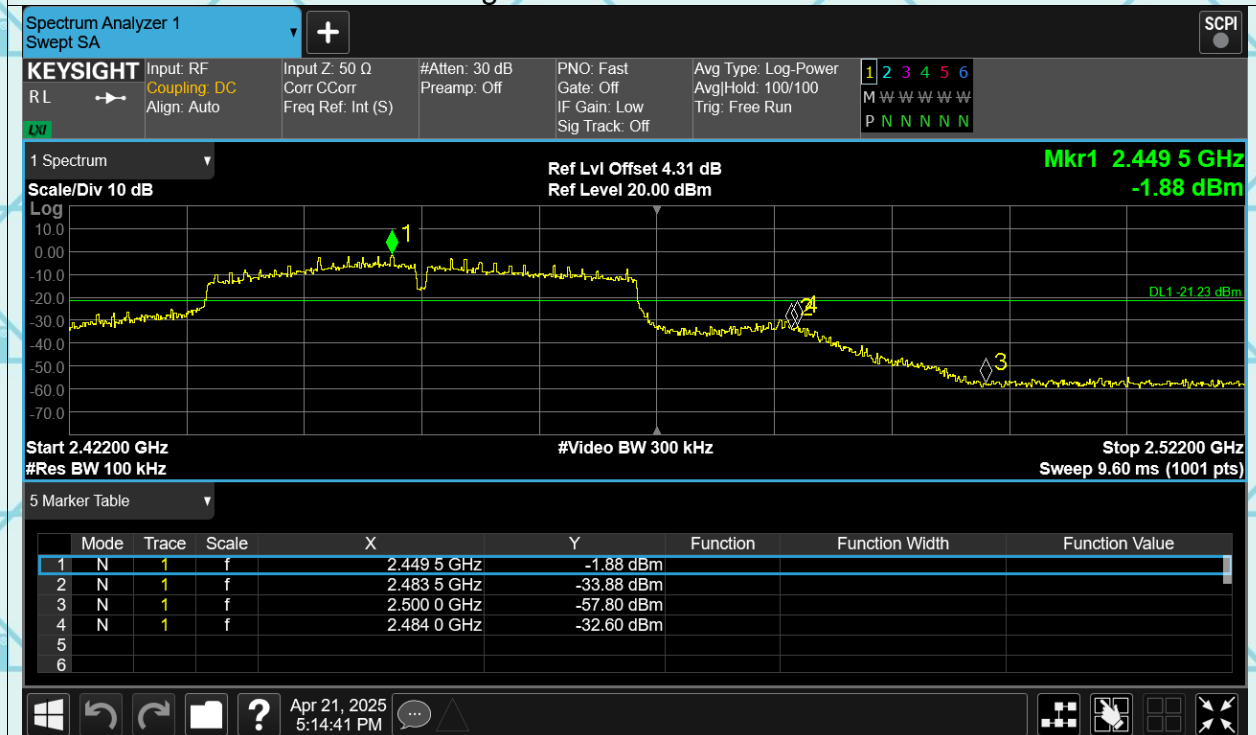 Spectrum Analyzer 1
Swept SA
+
SCPI
KEYSIGHT
RL
LXI
Input: RF
Coupling: DC
Align: Auto
Input Z: 50 Ω
Corr CCorr
Freq Ref: Int (S)
#Atten: 30 dB
Preamp: Off
PNO: Fast
Gate: Off
IF Gain: Low
Sig Track: Off
Avg Type: Log-Power
Avg|Hold: 100/100
Trig: Free Run
1 2 3 4 5 6
M W W W W W
P N N N N N
1 Spectrum
Scale/Div 10 dB
Ref Lvl Offset 4.31 dB
Ref Level 20.00 dBm
Mkr1 2.449 5 GHz
-1.88 dBm
Log
10.0
0.00
-10.0
-20.0
-30.0
-40.0
-50.0
-60.0
-70.0
1
DL1 -21.23 dBm
3
Start 2.42200 GHz
#Video BW 300 kHz
Stop 2.52200 GHz
#Res BW 100 kHz
Sweep 9.60 ms (1001 pts)
5 Marker Table
Mode Trace Scale X Y Function Function Width Function Value
1 N 1 f 2.449 5 GHz -1.88 dBm
2 N 1 f 2.483 5 GHz -33.88 dBm
3 N 1 f 2.500 0 GHz -57.80 dBm
4 N 1 f 2.484 0 GHz -32.60 dBm
5
6
?
Apr 21, 2025
5:14:41 PM